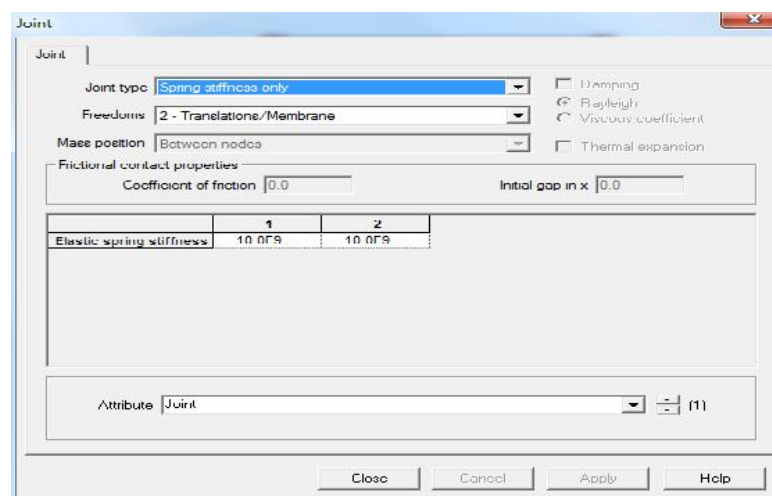 Joint
Joint
Joint type Spring stiffness only
Damping
Freedoms 2 - Translations/Membrane
Rayleigh
Viscous coefficient
Mass position Between nodes
Thermal expansion
Frictional contact properties
Coefficient of friction 0.0 Initial gap in x 0.0
1 2
Elastic spring stiffness 10.0E9 10.0E9
Attribute Joint (1)
Close Cancel Apply Help